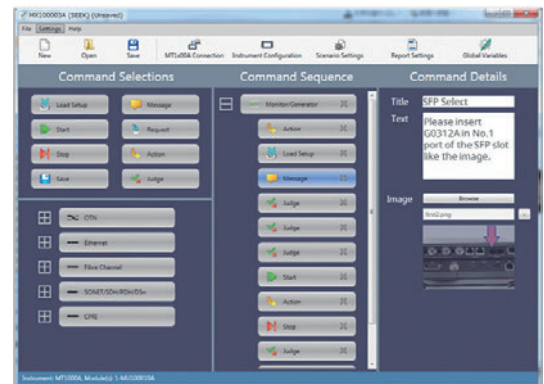 MX100003A (SEEK) (Unsaved)
File Settings Help
New Open Save MT1x00A Connection Instrument Configuration Scenario Settings Report Settings Global Variables
Command Selections
Load Setup Message
Start Request
Stop Action
Save Judge
OTN
Ethernet
Fibre Channel
SONET/SDH/PDH/DSn
CPRI
Command Sequence
Monitor/Generator
Action
Load Setup
Message
Judge
Judge
Judge
Start
Action
Stop
Judge
Command Details
Title SFP Select
Text Please insert
G0312A in No.1
port of the SFP slot
like the image.
Image Browse
first2.png
Instrument: MT1000A, Module(s): 1-MU100010A